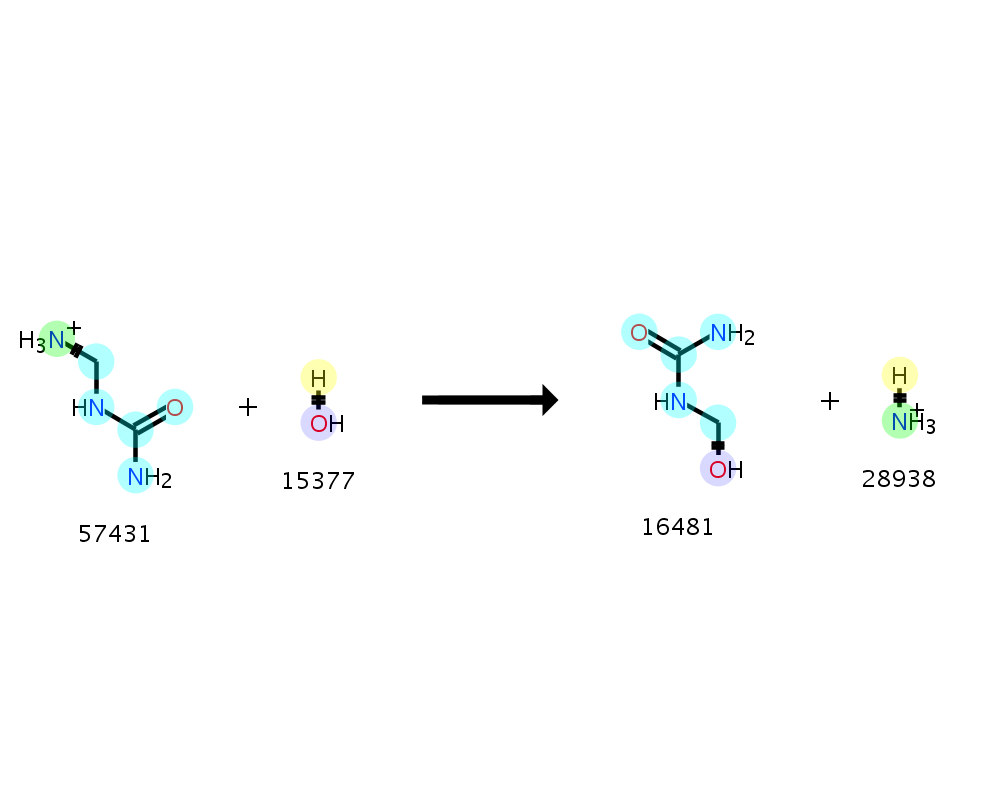 H3N+
HN
O
NH2
57431
+
H
OH
15377
O
NH2
HN
OH
16481
+
H
NH3+
28938